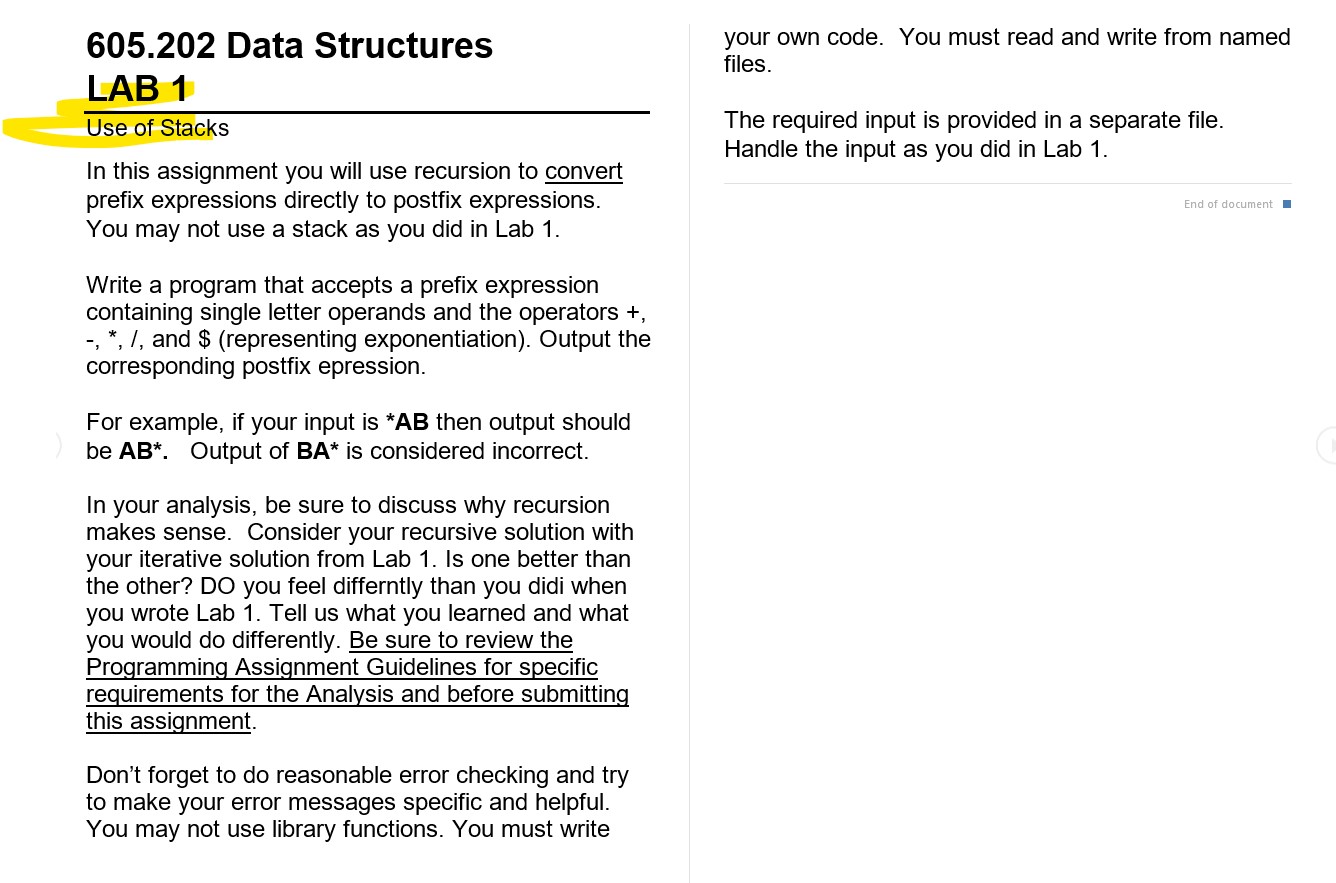 605.202 Data Structures
LAB 1
Use of Stacks
In this assignment you will use recursion to convert
prefix expressions directly to postfix expressions.
You may not use a stack as you did in Lab 1.
Write a program that accepts a prefix expression
containing single letter operands and the operators +,
-, *, /, and $ (representing exponentiation). Output the
corresponding postfix epression.
For example, if your input is *AB then output should
be AB*.   Output of BA* is considered incorrect.
In your analysis, be sure to discuss why recursion
makes sense.  Consider your recursive solution with
your iterative solution from Lab 1. Is one better than
the other? DO you feel differntly than you didi when
you wrote Lab 1. Tell us what you learned and what
you would do differently. Be sure to review the
Programming Assignment Guidelines for specific
requirements for the Analysis and before submitting
this assignment.
Don’t forget to do reasonable error checking and try
to make your error messages specific and helpful.
You may not use library functions. You must write
your own code.  You must read and write from named
files.
The required input is provided in a separate file.
Handle the input as you did in Lab 1.
End of document